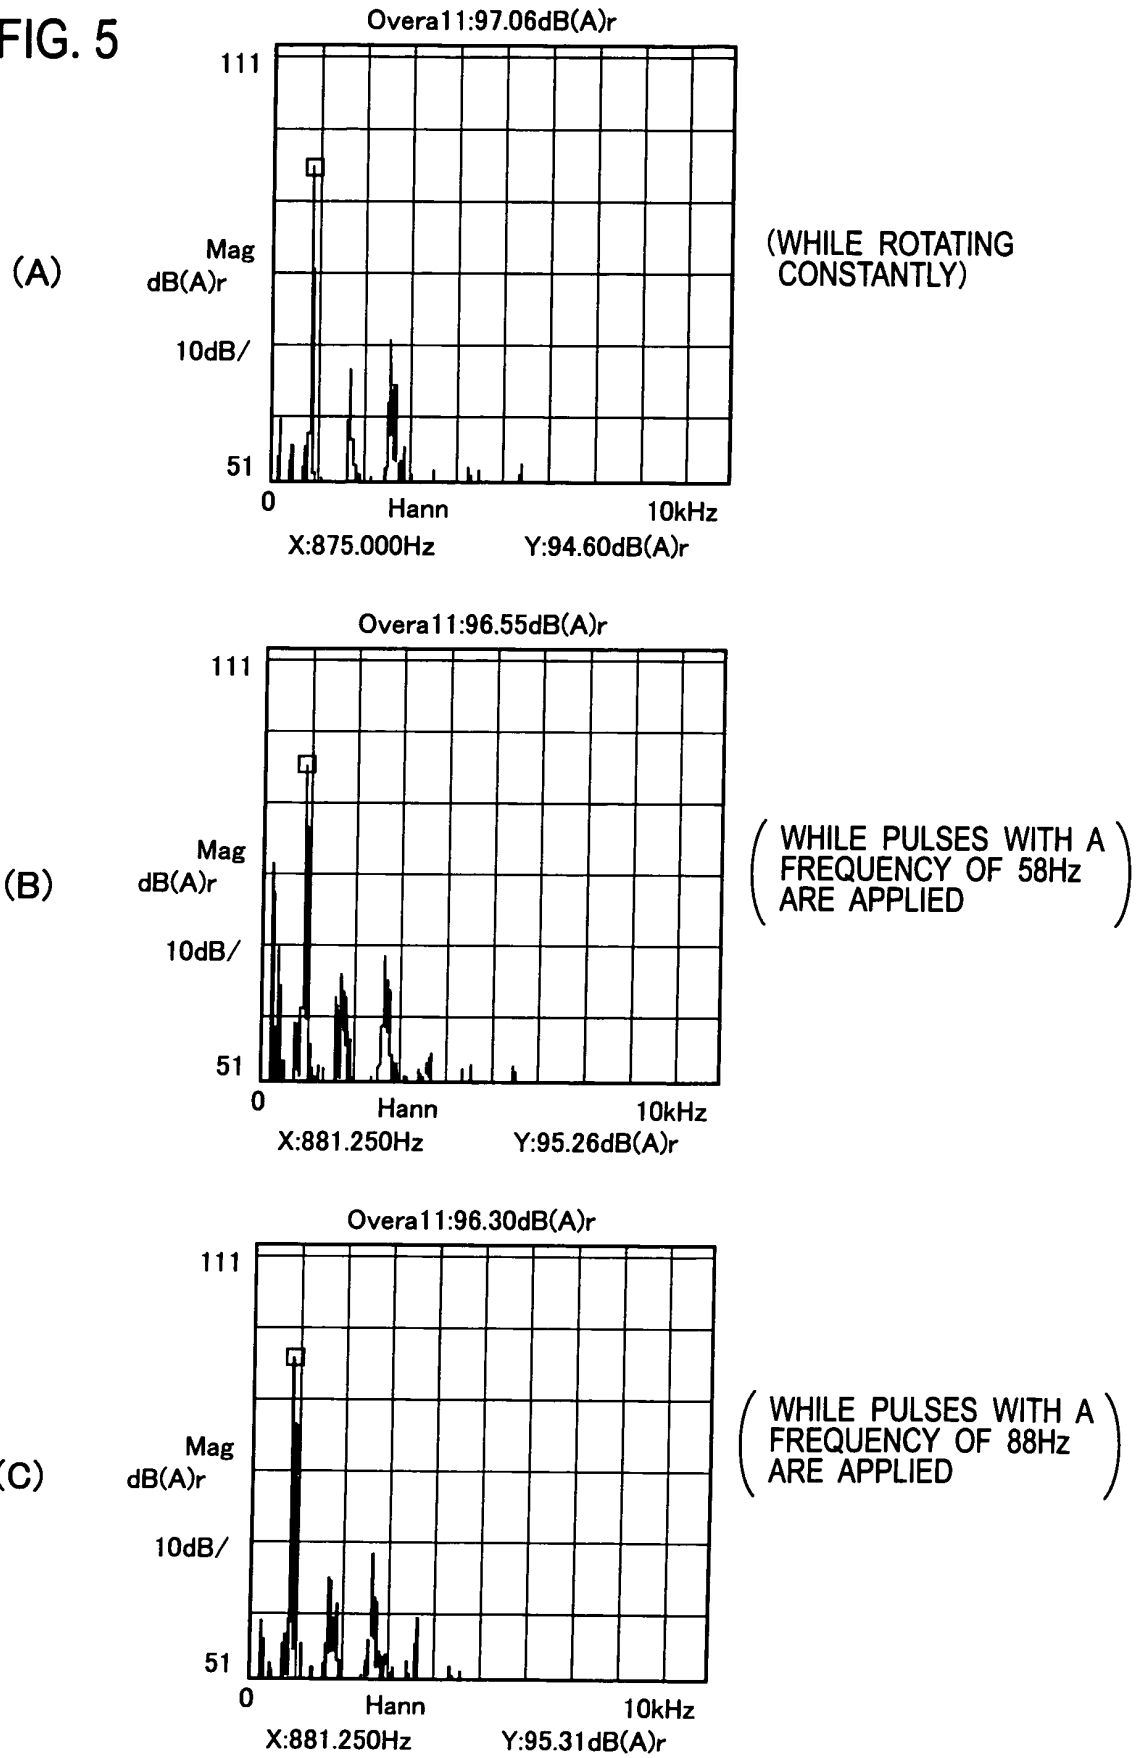 FIG. 5
Overa11:97.06dB(A)r
111
(A)
Mag
dB(A)r
10dB/
51
0
Hann
10kHz
X:875.000Hz Y:94.60dB(A)r
(WHILE ROTATING
CONSTANTLY)
Overa11:96.55dB(A)r
111
(B)
Mag
dB(A)r
10dB/
51
0
Hann
10kHz
X:881.250Hz Y:95.26dB(A)r
(WHILE PULSES WITH A
FREQUENCY OF 58Hz
ARE APPLIED)
Overa11:96.30dB(A)r
111
(C)
Mag
dB(A)r
10dB/
51
0
Hann
10kHz
X:881.250Hz Y:95.31dB(A)r
(WHILE PULSES WITH A
FREQUENCY OF 88Hz
ARE APPLIED)